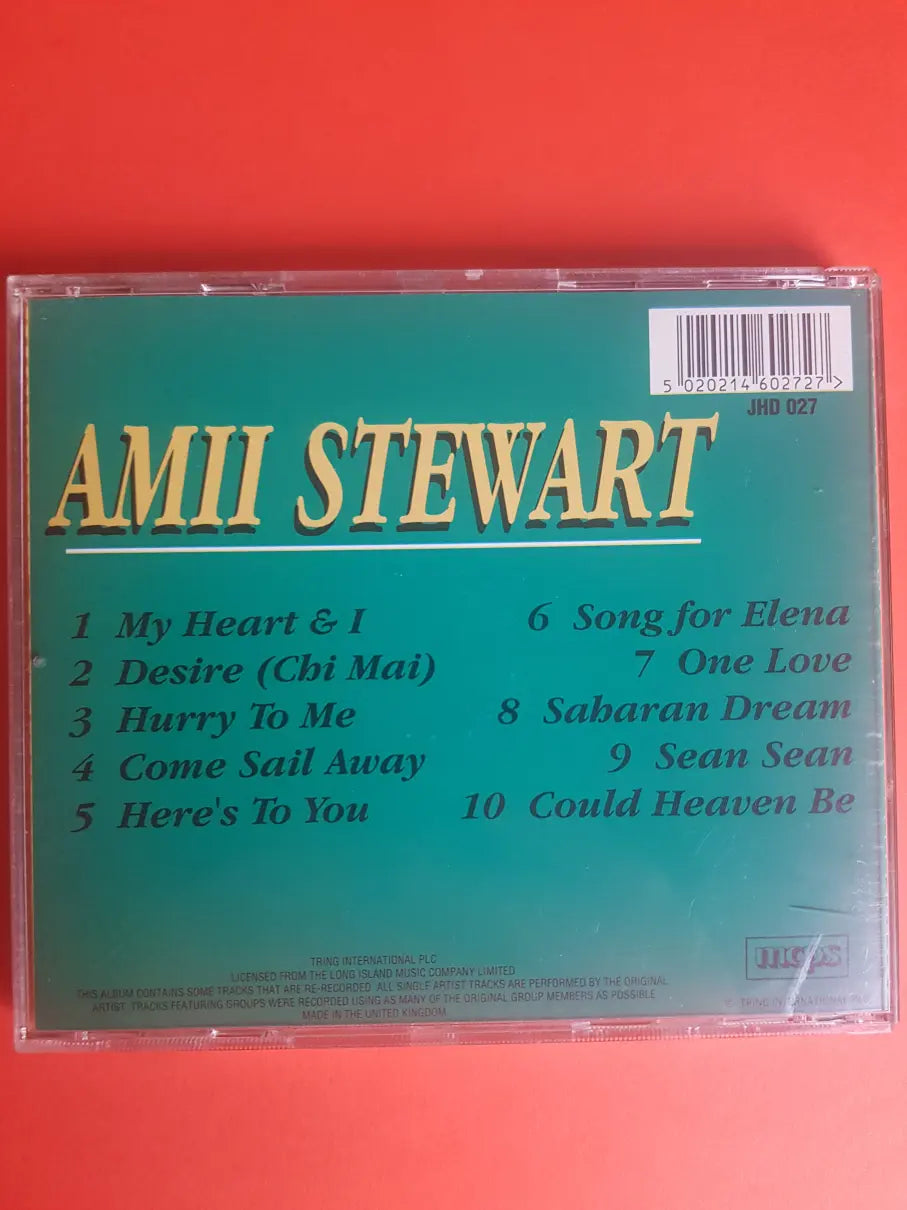 5 020214 602727 >
JHD 027
AMII STEWART
1 My Heart & I
2 Desire (Chi Mai)
3 Hurry To Me
4 Come Sail Away
5 Here's To You
6 Song for Elena
7 One Love
8 Saharan Dream
9 Sean Sean
10 Could Heaven Be
mcps
TRING INTERNATIONAL PLC
LICENSED FROM THE LONG ISLAND MUSIC COMPANY LIMITED
THIS ALBUM CONTAINS SOME TRACKS THAT ARE RE-RECORDED. ALL SINGLE ARTIST TRACKS ARE PERFORMED BY THE ORIGINAL
ARTIST. TRACKS FEATURING GROUPS WERE RECORDED USING AS MANY OF THE ORIGINAL GROUP MEMBERS AS POSSIBLE
MADE IN THE UNITED KINGDOM
TRING INTERNATIONAL PLC